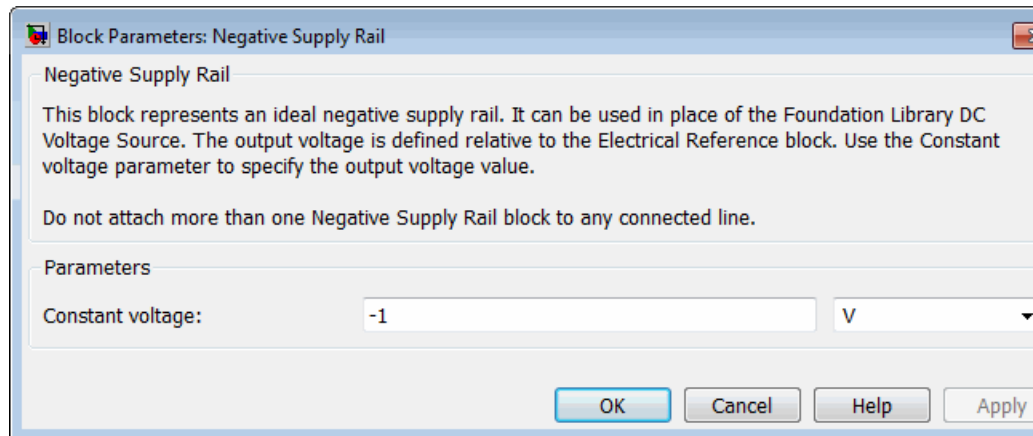 Block Parameters: Negative Supply Rail
Negative Supply Rail
This block represents an ideal negative supply rail. It can be used in place of the Foundation Library DC
Voltage Source. The output voltage is defined relative to the Electrical Reference block. Use the Constant
voltage parameter to specify the output voltage value.
Do not attach more than one Negative Supply Rail block to any connected line.
Parameters
Constant voltage: -1 V
OK Cancel Help Apply